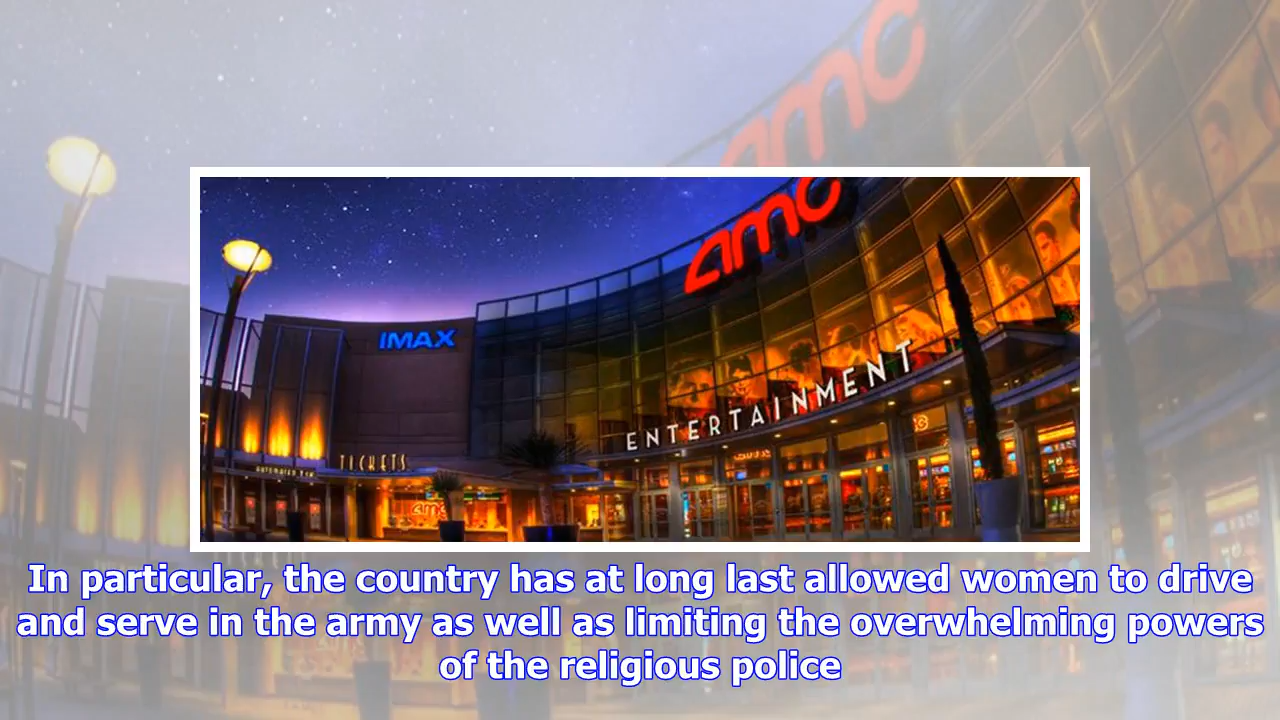 amc
amc
IMAX
ENTERTAINMENT
TICKETS
amc
In particular, the country has at long last allowed women to drive
and serve in the army as well as limiting the overwhelming powers
of the religious police